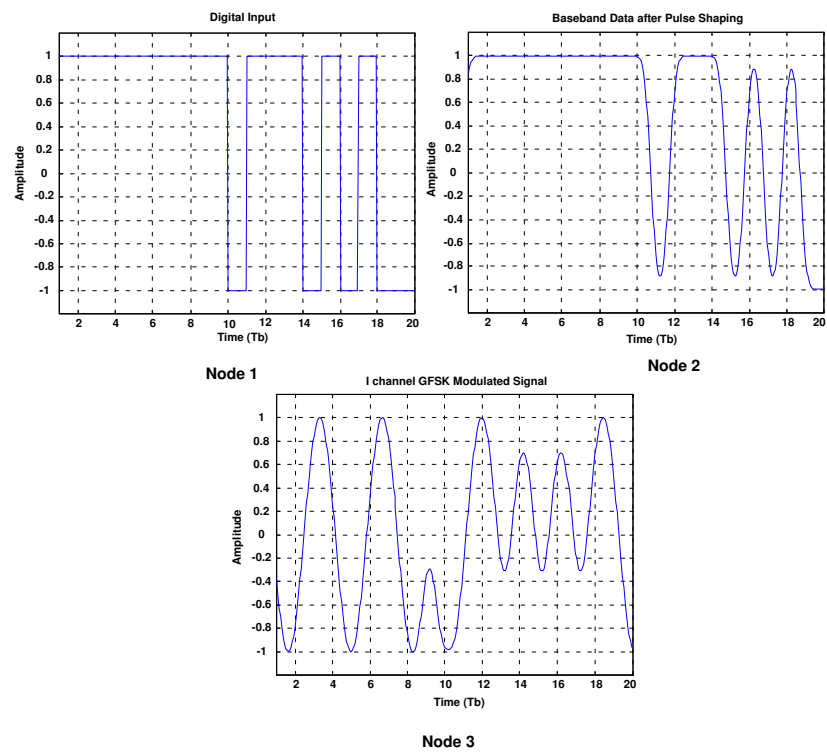 Digital Input
1
0.8
0.6
0.4
0.2
0
-0.2
-0.4
-0.6
-0.8
-1
Amplitude
2 4 6 8 10 12 14 16 18 20
Time (Tb)
Node 1
Baseband Data after Pulse Shaping
1
0.8
0.6
0.4
0.2
0
-0.2
-0.4
-0.6
-0.8
-1
Amplitude
2 4 6 8 10 12 14 16 18 20
Time (Tb)
Node 2
I channel GFSK Modulated Signal
1
0.8
0.6
0.4
0.2
0
-0.2
-0.4
-0.6
-0.8
-1
Amplitude
2 4 6 8 10 12 14 16 18 20
Time (Tb)
Node 3